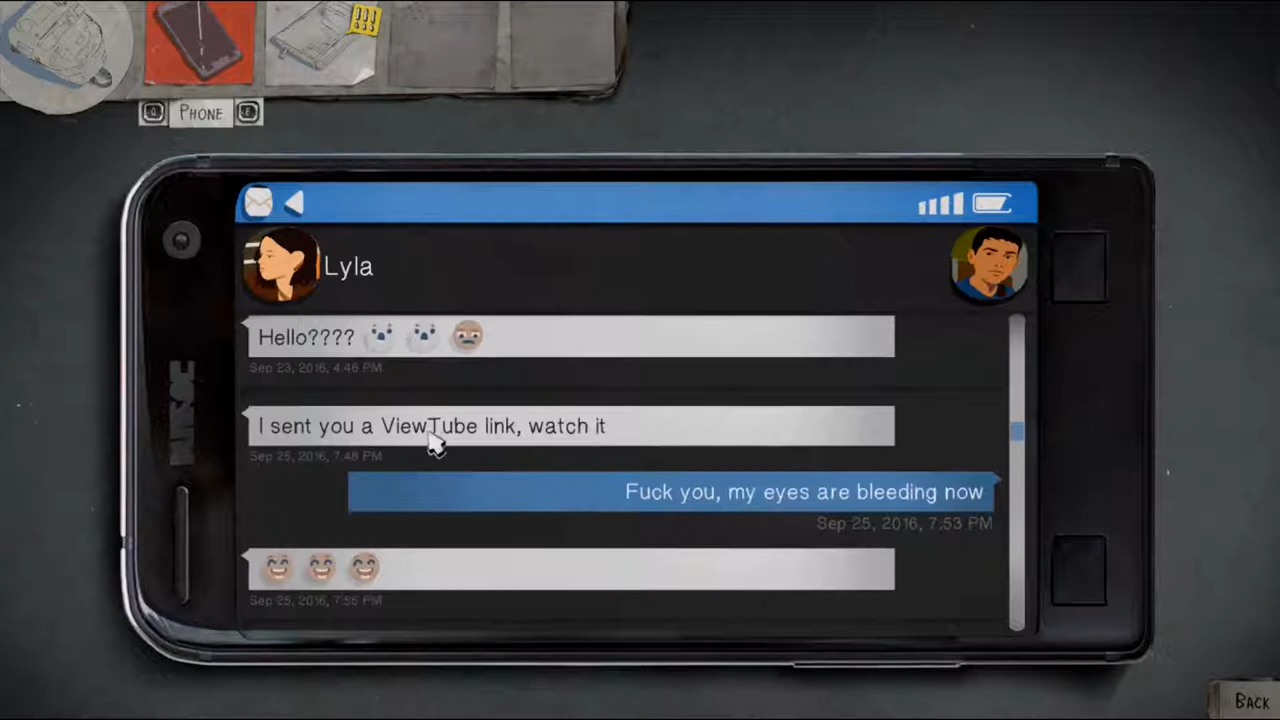 Q PHONE E
Lyla
Hello????
Sep 23, 2016, 4:46 PM
I sent you a ViewTube link, watch it
Sep 25, 2016, 7:48 PM
Fuck you, my eyes are bleeding now
Sep 25, 2016, 7:53 PM
Sep 25, 2016, 7:55 PM
BACK